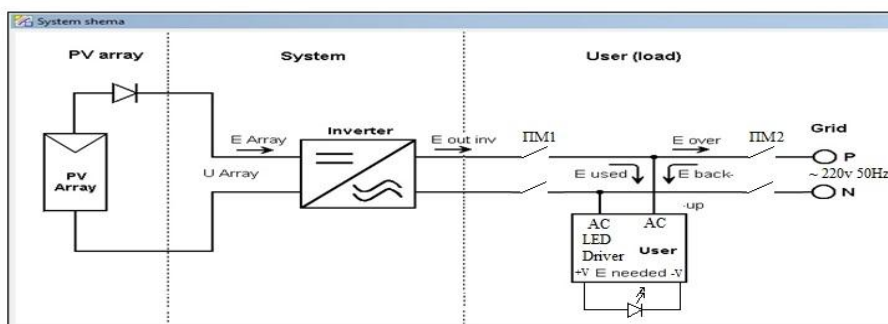 System shema
PV array
System
User (load)
Inverter
Grid
E Array
E out inv
ПМ1
E over
ПМ2
P
PV
Array
U Array
E used
E back-
~ 220v 50Hz
N
-up
AC
AC
LED
Driver
User
+V
E needed
-V